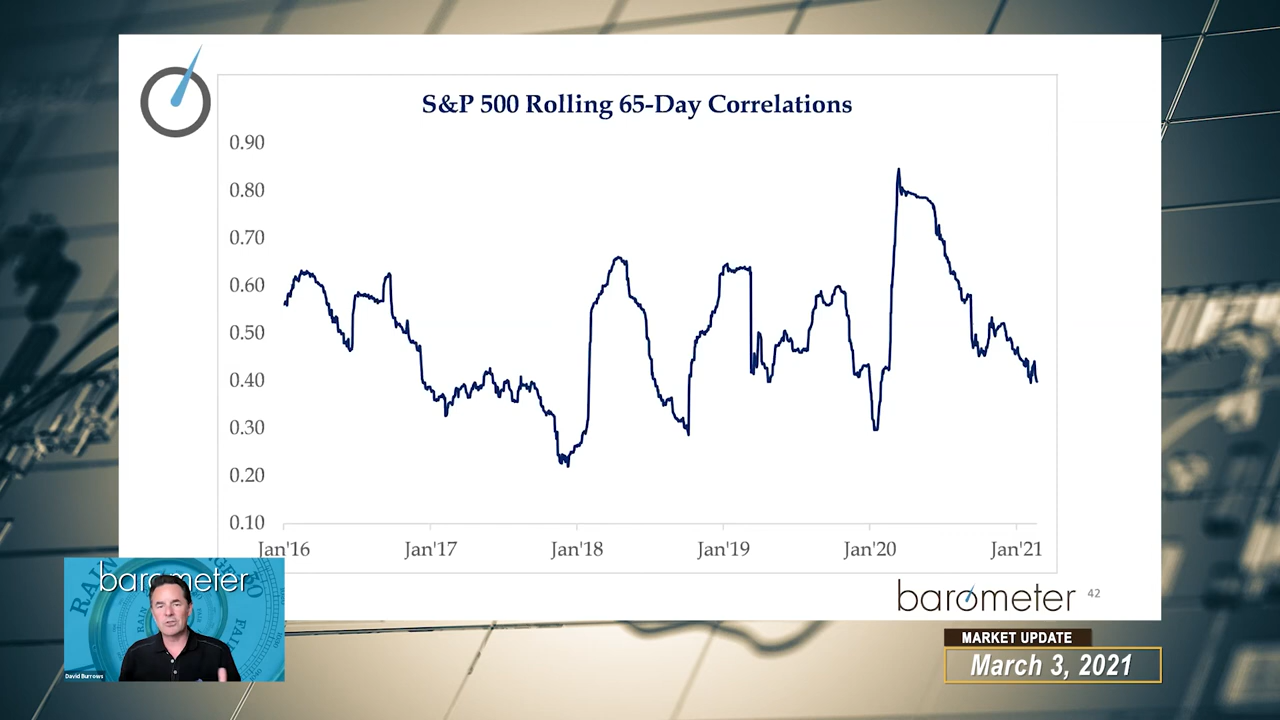 S&P 500 Rolling 65-Day Correlations
0.90
0.80
0.70
0.60
0.50
0.40
0.30
0.20
0.10
Jan'16 Jan'17 Jan'18 Jan'19 Jan'20 Jan'21
barometer 42
barometer
RAIN
FAIR
David Burrows
MARKET UPDATE
March 3, 2021